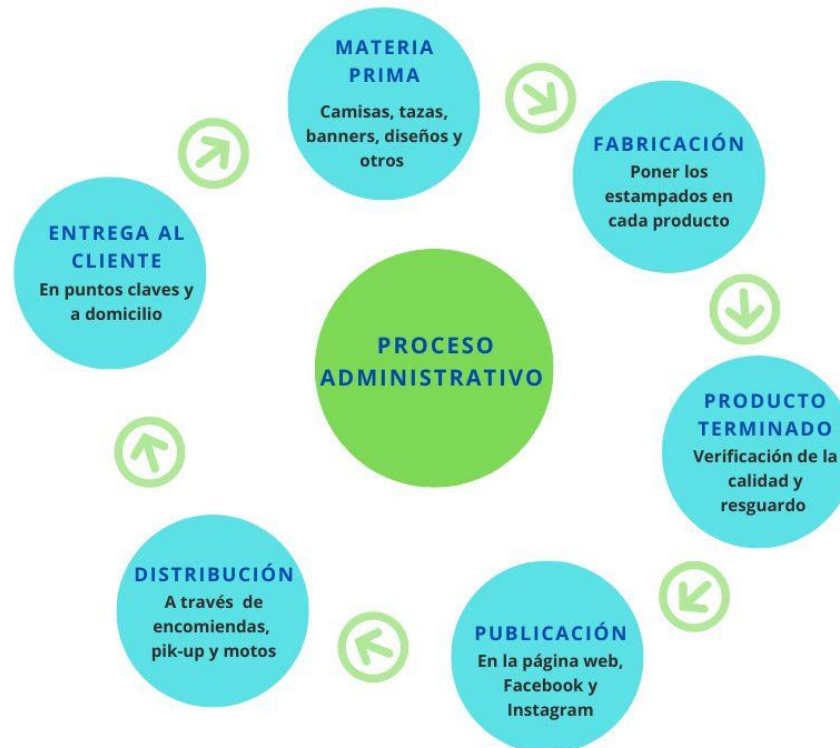 MATERIA
PRIMA
Camisas, tazas,
banners, diseños y
otros
FABRICACIÓN
Poner los
estampados en
cada producto
PRODUCTO
TERMINADO
Verificación de la
calidad y
resguardo
PUBLICACIÓN
En la página web,
Facebook y
Instagram
DISTRIBUCIÓN
A través de
encomiendas,
pik-up y motos
ENTREGA AL
CLIENTE
En puntos claves y
a domicilio
PROCESO
ADMINISTRATIVO